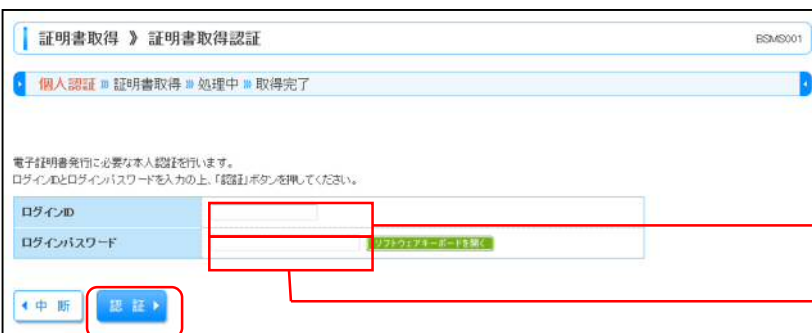 証明書取得 》 証明書取得認証
BSMS001
個人認証 ⫸ 証明書取得 ⫸ 処理中 ⫸ 取得完了
電子証明書発行に必要な本人認証を行います。
ログインIDとログインパスワードを入力の上、「認証」ボタンを押してください。
ログインID
ログインパスワード
ソフトウェアキーボードを開く
中 断
認 証